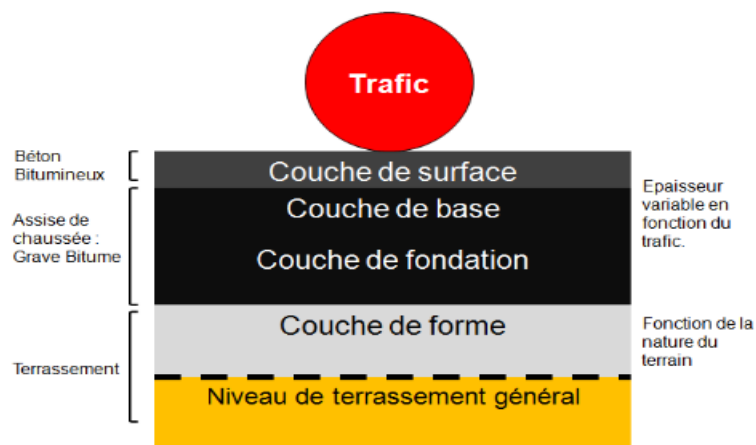 Trafic
Béton
Bitumineux
Couche de surface
Assise de
chaussée :
Grave Bitume
Couche de base
Couche de fondation
Epaisseur
variable en
fonction du
trafic.
Terrassement
Couche de forme
Niveau de terrassement général
Fonction de la
nature du
terrain